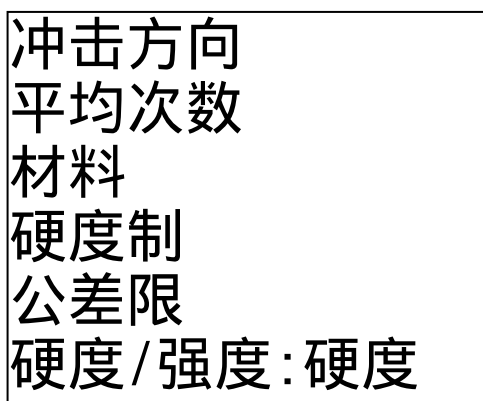 冲击方向
平均次数
材料
硬度制
公差限
硬度/强度:硬度